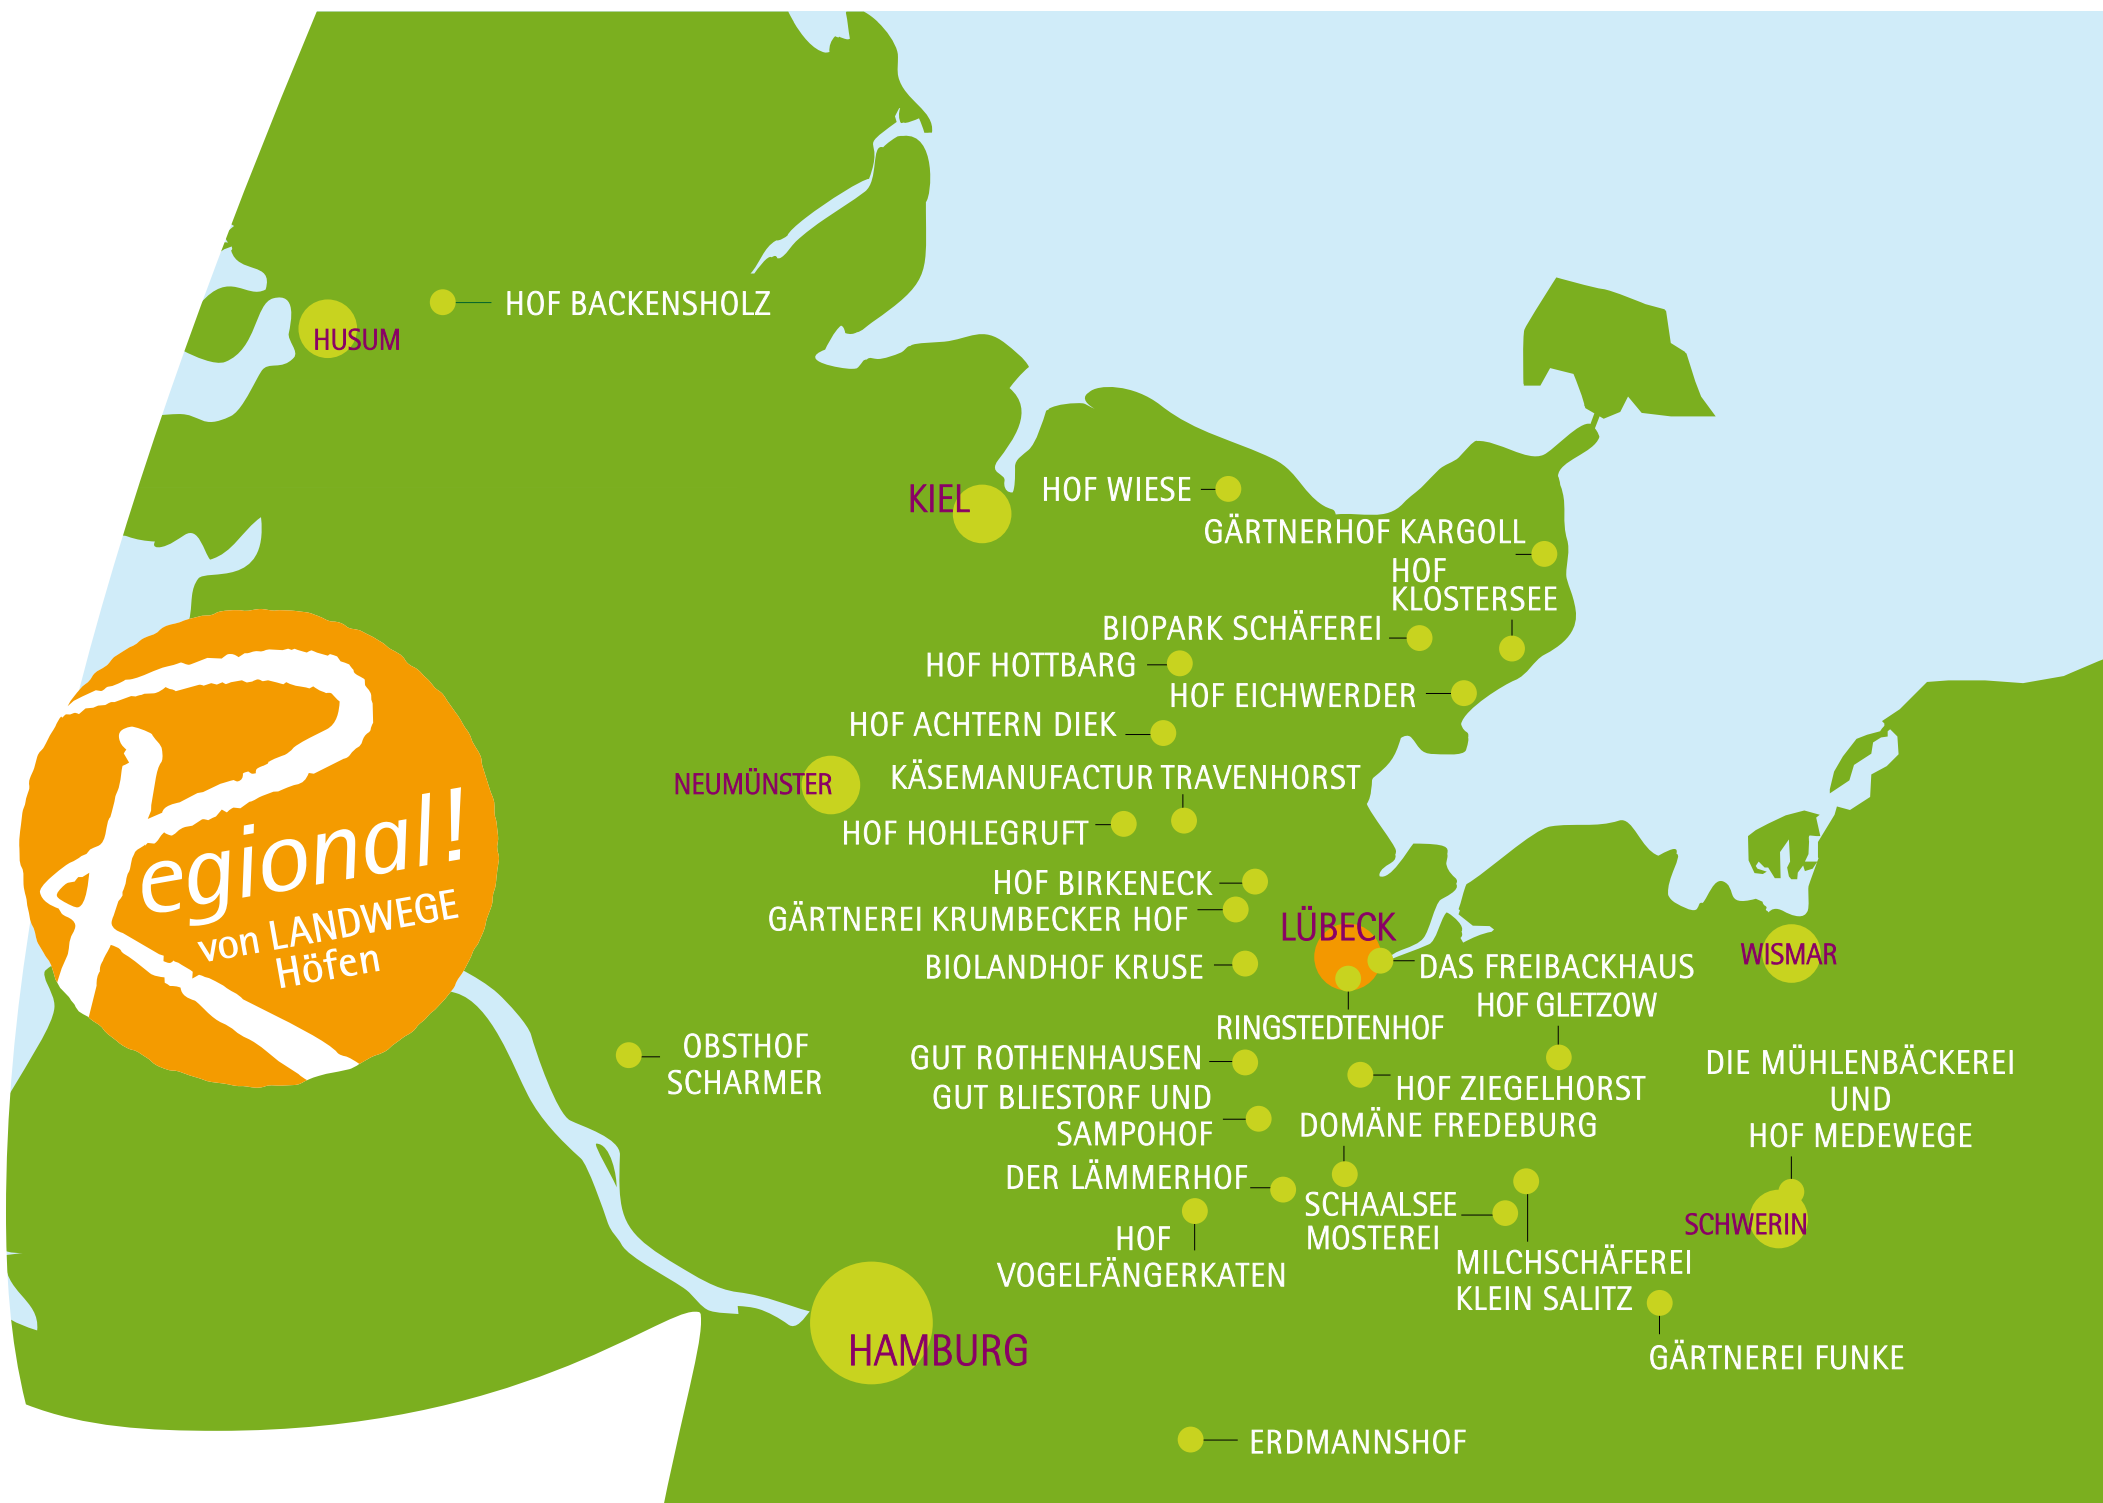 HOF BACKENSHOLZ
HUSUM
KIEL
HOF WIESE
GÄRTNERHOF KARGOLL
HOF
KLOSTERSEE
BIOPARK SCHÄFEREI
HOF HOTTBARG
HOF EICHWERDER
HOF ACHTERN DIEK
NEUMÜNSTER
KÄSEMANUFACTUR TRAVENHORST
HOF HOHLEGRUFT
Regional!
von LANDWEGE
Höfen
HOF BIRKENECK
GÄRTNEREI KRUMBECKER HOF
LÜBECK
BIOLANDHOF KRUSE
DAS FREIBACKHAUS
WISMAR
HOF GLETZOW
RINGSTEDTENHOF
OBSTHOF
SCHARMER
GUT ROTHENHAUSEN
HOF ZIEGELHORST
GUT BLIESTORF UND
SAMPOHOF
DOMÄNE FREDEBURG
DIE MÜHLENBÄCKEREI
UND
HOF MEDEWEGE
DER LÄMMERHOF
SCHAALSEE
MOSTEREI
SCHWERIN
HOF
VOGELFÄNGERKATEN
MILCHSCHÄFEREI
KLEIN SALITZ
HAMBURG
GÄRTNEREI FUNKE
ERDMANNSHOF